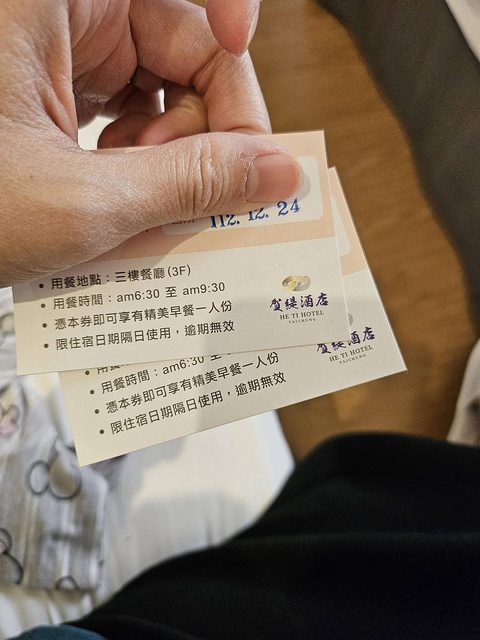 112. 12. 24
• 用餐地點：三樓餐廳 (3F)
• 用餐時間：am6:30 至 am9:30
• 憑本券即可享有精美早餐一人份
• 限住宿日期隔日使用，逾期無效
賀緹酒店
HE TI HOTEL
TAICHUNG
• 用餐時間：am6:30 至
• 憑本券即可享有精美早餐一人份
• 限住宿日期隔日使用，逾期無效
賀緹酒店
HE TI HOTEL
TAICHUNG